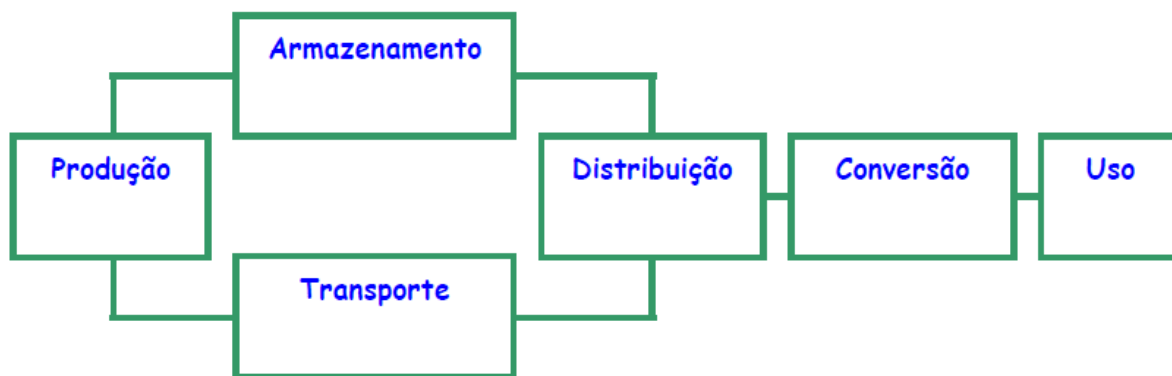 Armazenamento
Produção
Distribuição
Conversão
Uso
Transporte